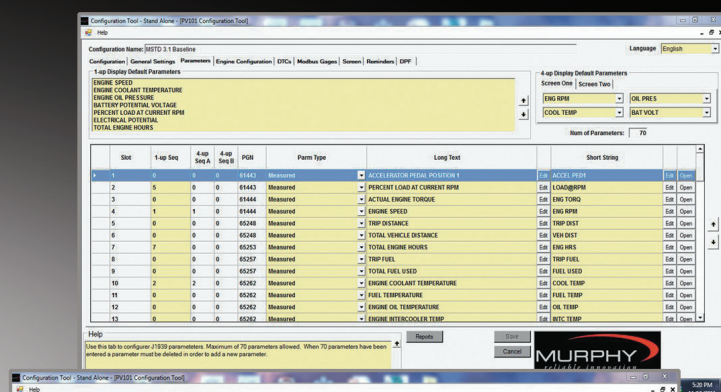 Configuration Tool - Stand Alone - [PV101 Configuration Tool]
Help
Configuration Name: MSTD 3.1 Baseline
Language English
Configuration General Settings Parameters Engine Configuration DTCs Modbus Gages Screen Reminders DPF
1-up Display Default Parameters
ENGINE SPEED
ENGINE COOLANT TEMPERATURE
ENGINE OIL PRESSURE
BATTERY POTENTIAL VOLTAGE
PERCENT LOAD AT CURRENT RPM
ELECTRICAL POTENTIAL
TOTAL ENGINE HOURS
4-up Display Default Parameters
Screen One Screen Two
ENG RPM OIL PRES
COOL TEMP BAT VOLT
Num of Parameters: 70
Slot 1-up Seq 4-up Seq A 4-up Seq B PGN Parm Type Long Text Short String
1 0 0 0 61443 Measured ACCELERATOR PEDAL POSITION 1 Edit ACCEL PED1 Edit Open
2 5 0 0 61443 Measured PERCENT LOAD AT CURRENT RPM Edit LOAD@RPM Edit Open
3 0 0 0 61444 Measured ACTUAL ENGINE TORQUE Edit ENG TORQ Edit Open
4 1 1 0 61444 Measured ENGINE SPEED Edit ENG RPM Edit Open
5 0 0 0 65248 Measured TRIP DISTANCE Edit TRIP DIST Edit Open
6 0 0 0 65248 Measured TOTAL VEHICLE DISTANCE Edit VEH DIST Edit Open
7 7 0 0 65253 Measured TOTAL ENGINE HOURS Edit ENG HRS Edit Open
8 0 0 0 65257 Measured TRIP FUEL Edit TRIP FUEL Edit Open
9 0 0 0 65257 Measured TOTAL FUEL USED Edit FUEL USED Edit Open
10 2 2 0 65262 Measured ENGINE COOLANT TEMPERATURE Edit COOL TEMP Edit Open
11 0 0 0 65262 Measured FUEL TEMPERATURE Edit FUEL TEMP Edit Open
12 0 0 0 65262 Measured ENGINE OIL TEMPERATURE Edit OIL TEMP Edit Open
13 0 0 0 65262 Measured ENGINE INTERCOOLER TEMP Edit INTC TEMP Edit Open
Help
Use this tab to configurer J1939 parameteters. Maximum of 70 parameters allowed. When 70 parameters have been
entered a parameter must be deleted in order to add a new parameter.
Reports
Save
Cancel
MURPHY
reliable innovation
Configuration Tool - Stand Alone - [PV101 Configuration Tool]
Help
5:20 PM